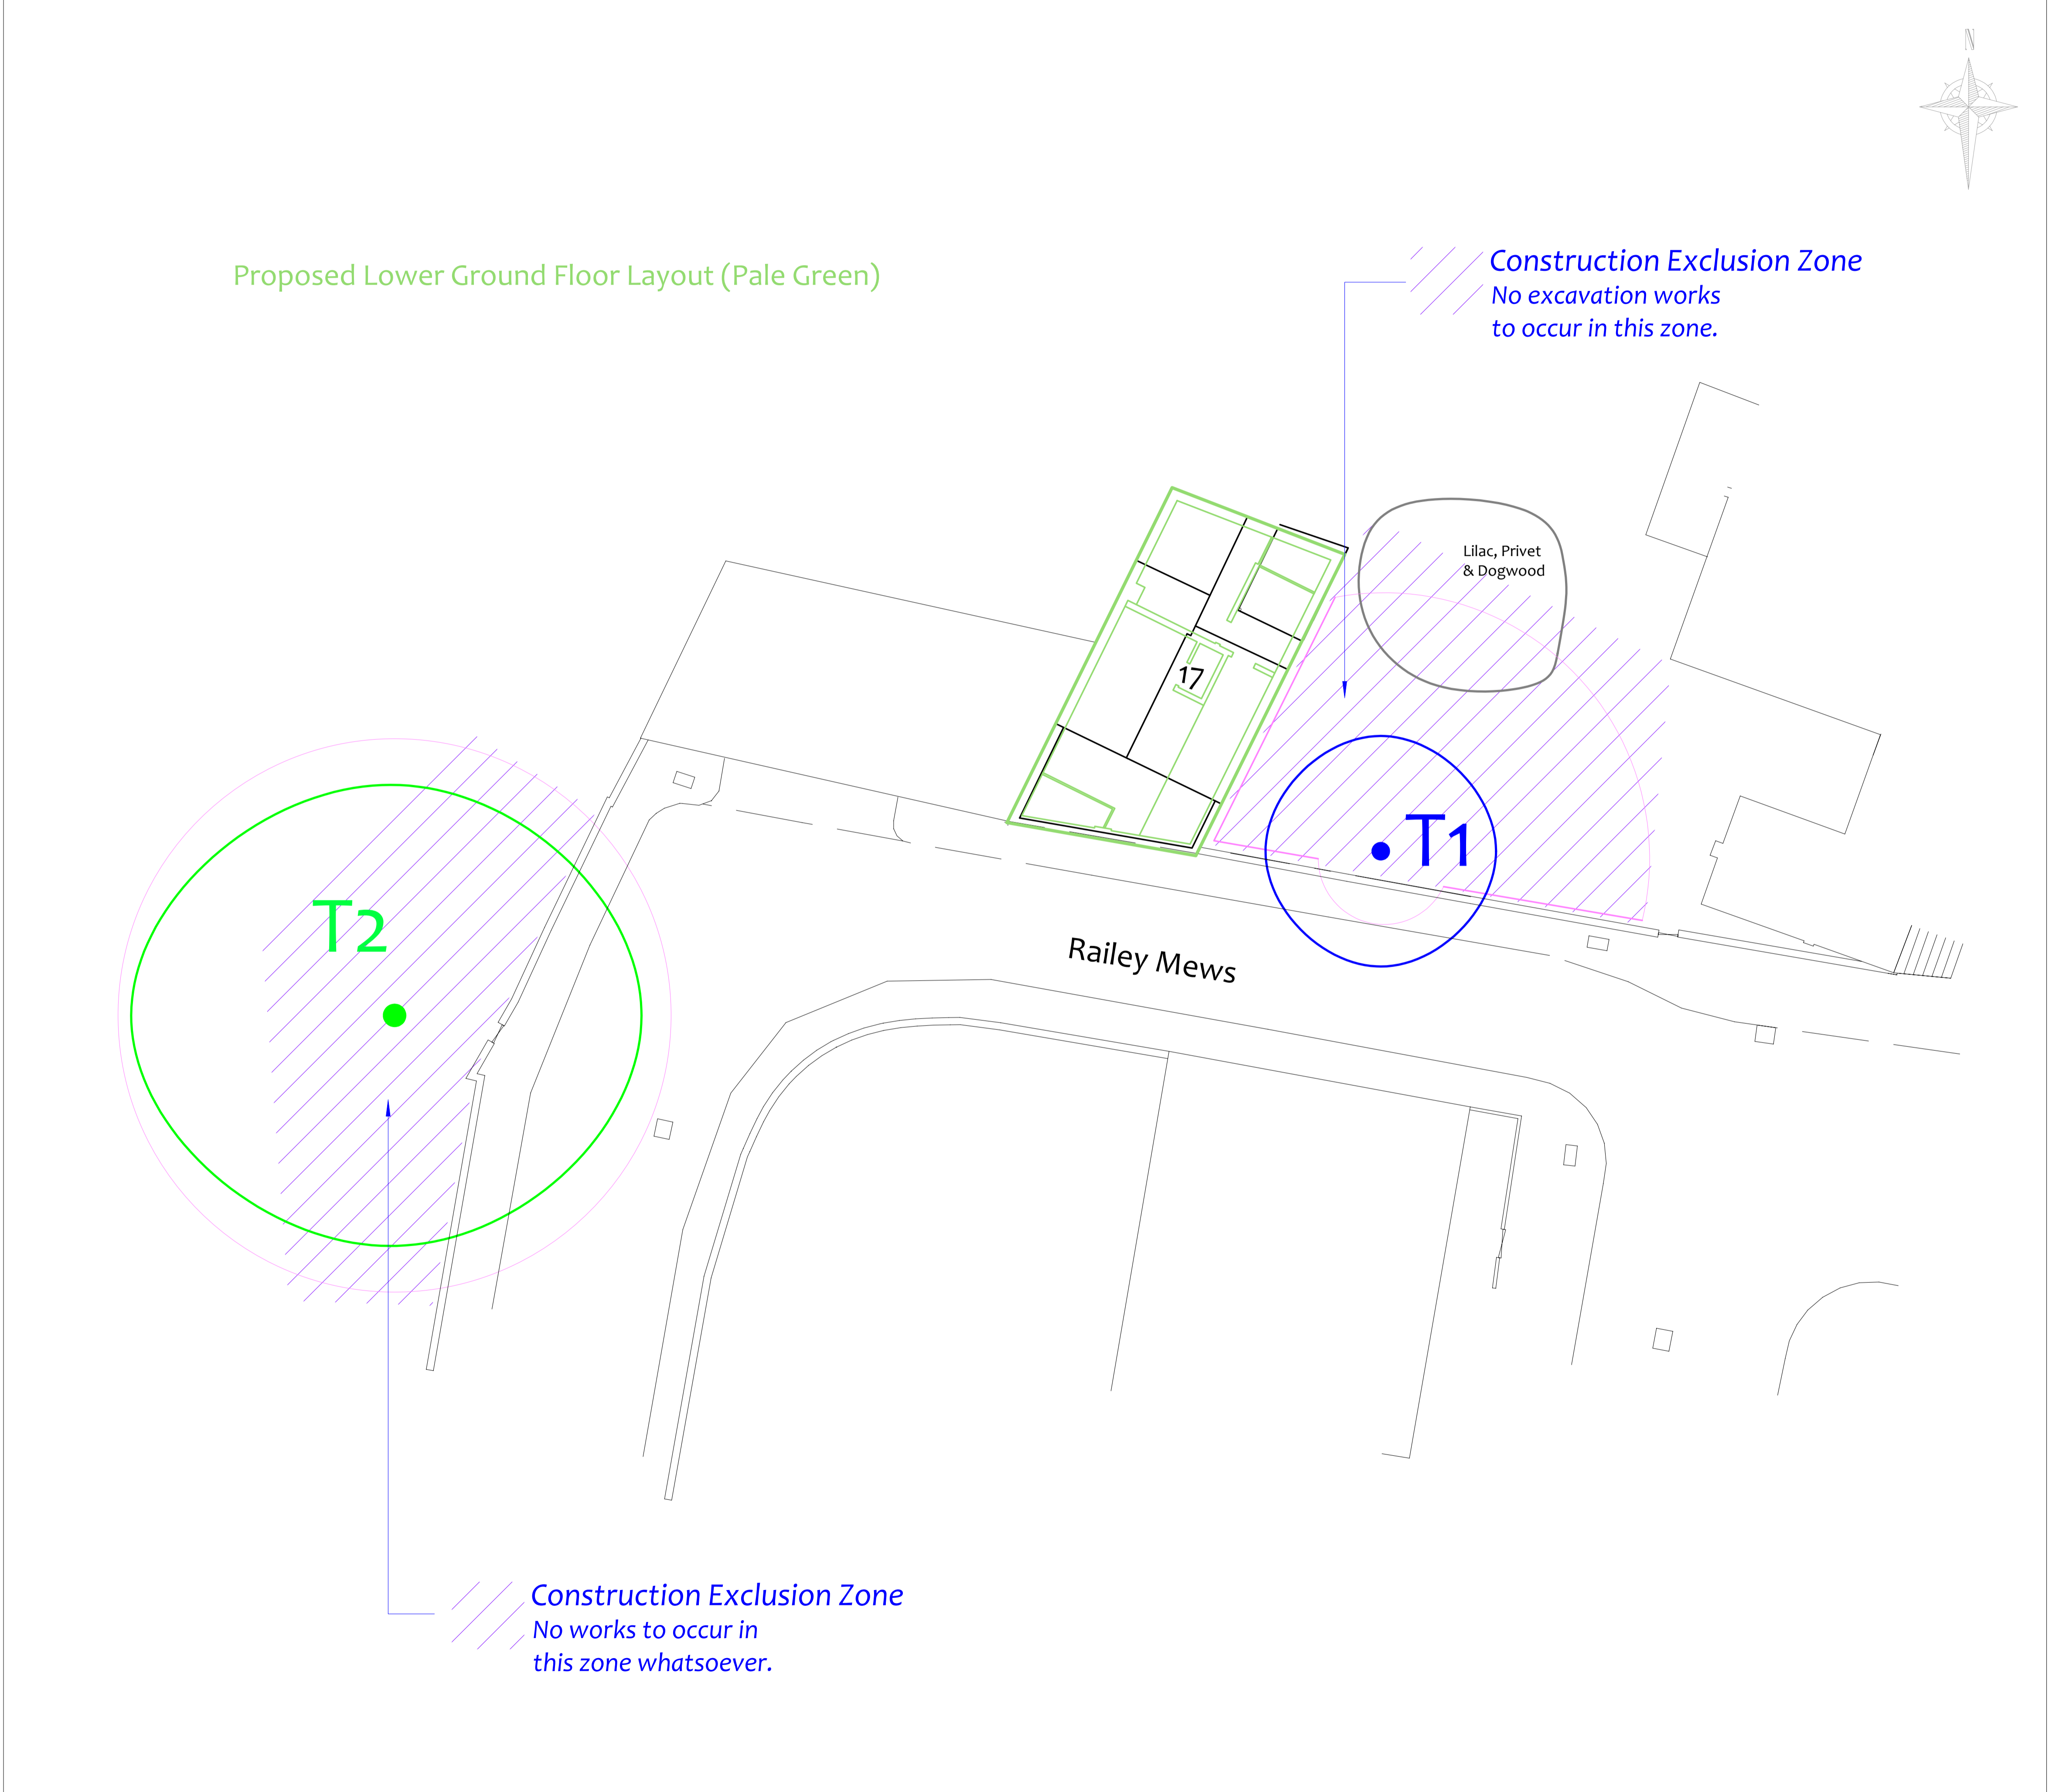 N
Proposed Lower Ground Floor Layout (Pale Green)
Construction Exclusion Zone
No excavation works
to occur in this zone.
Lilac, Privet
& Dogwood
17
T1
T2
Railey Mews
Construction Exclusion Zone
No works to occur in
this zone whatsoever.